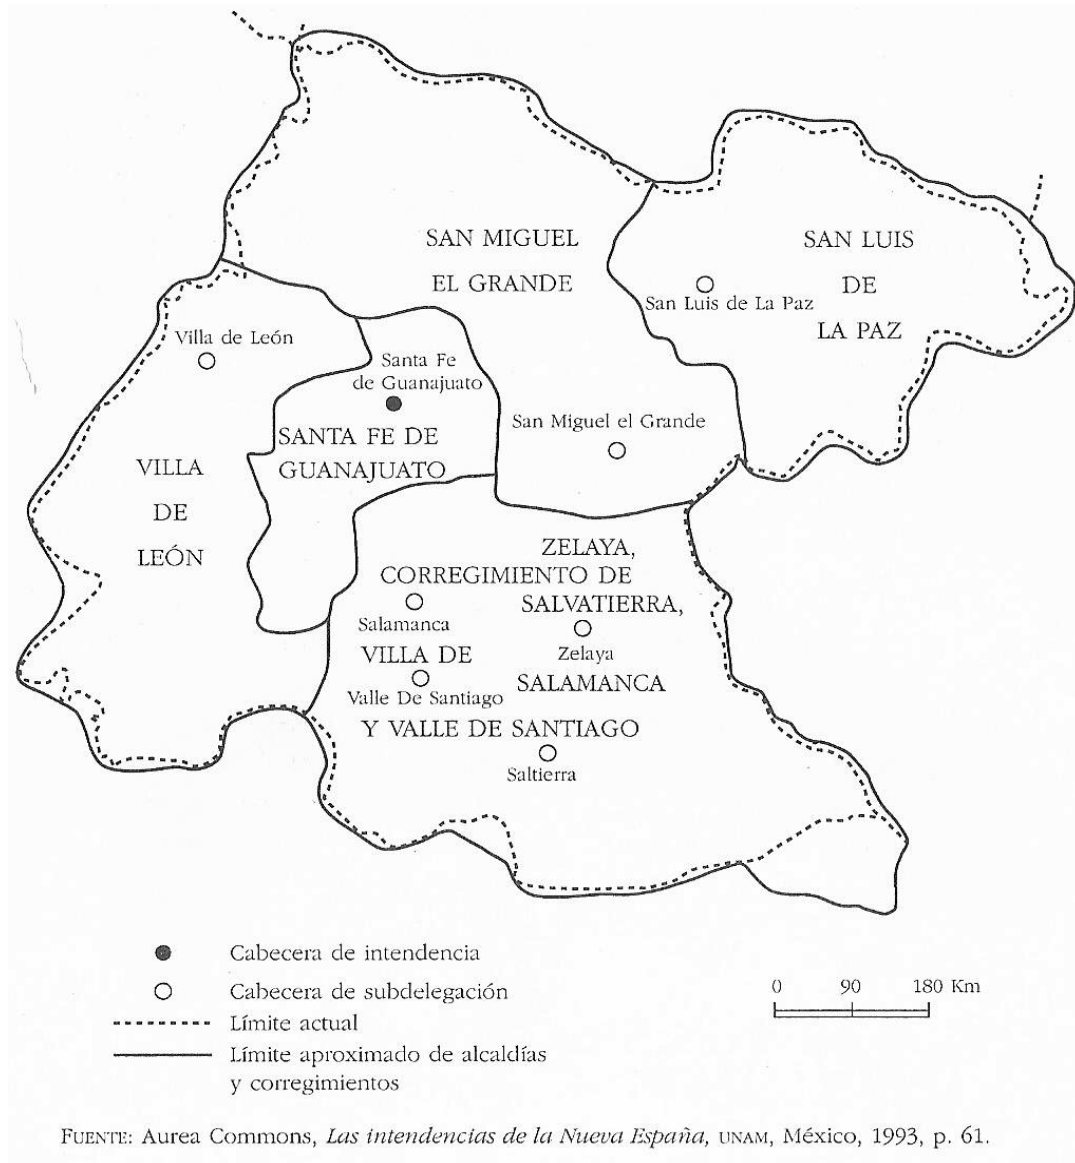 SAN MIGUEL
EL GRANDE
SAN LUIS
DE
LA PAZ
San Luis de La Paz
Villa de León
Santa Fe
de Guanajuato
San Miguel el Grande
SANTA FE DE
GUANAJUATO
VILLA
DE
LEÓN
ZELAYA,
CORREGIMIENTO DE
SALVATIERRA,
Salamanca
Zelaya
VILLA DE
SALAMANCA
Valle De Santiago
Y VALLE DE SANTIAGO
Saltierra
Cabecera de intendencia
Cabecera de subdelegación
Límite actual
Límite aproximado de alcaldías
y corregimientos
0 90 180 Km
FUENTE: Aurea Commons, Las intendencias de la Nueva España, UNAM, México, 1993, p. 61.